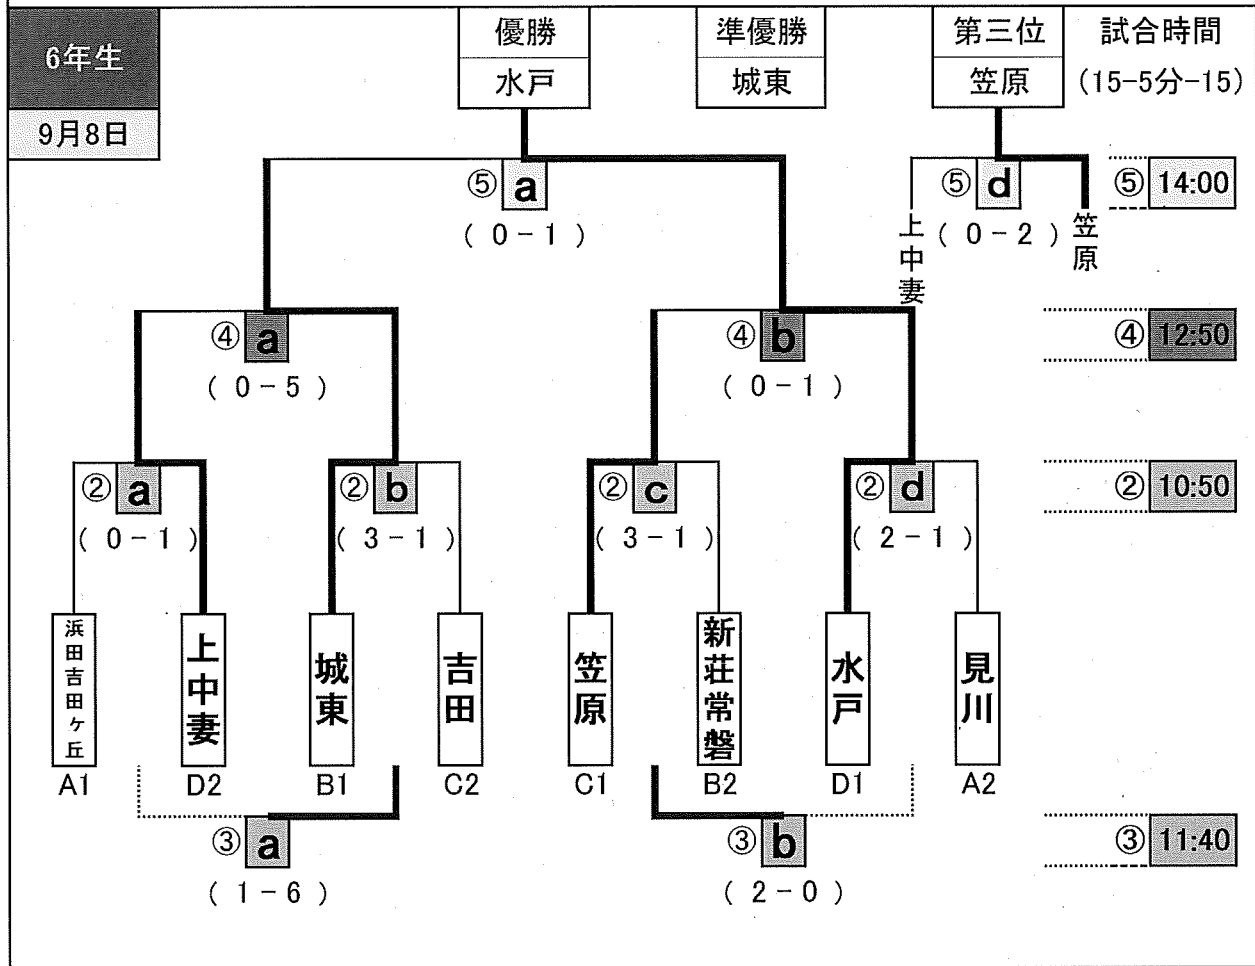 6年生
9月8日
優勝
水戸
準優勝
城東
第三位
笠原
試合時間
(15-5分-15)
⑤ a
( 0 - 1 )
⑤ d
( 0 - 2 )
上中妻
笠原
⑤ 14:00
④ a
( 0 - 5 )
④ b
( 0 - 1 )
④ 12:50
② a
( 0 - 1 )
② b
( 3 - 1 )
② c
( 3 - 1 )
② d
( 2 - 1 )
② 10:50
浜田吉田ヶ丘
上中妻
城東
吉田
笠原
新荘常磐
水戸
見川
A1 D2 B1 C2 C1 B2 D1 A2
③ a
( 1 - 6 )
③ b
( 2 - 0 )
③ 11:40